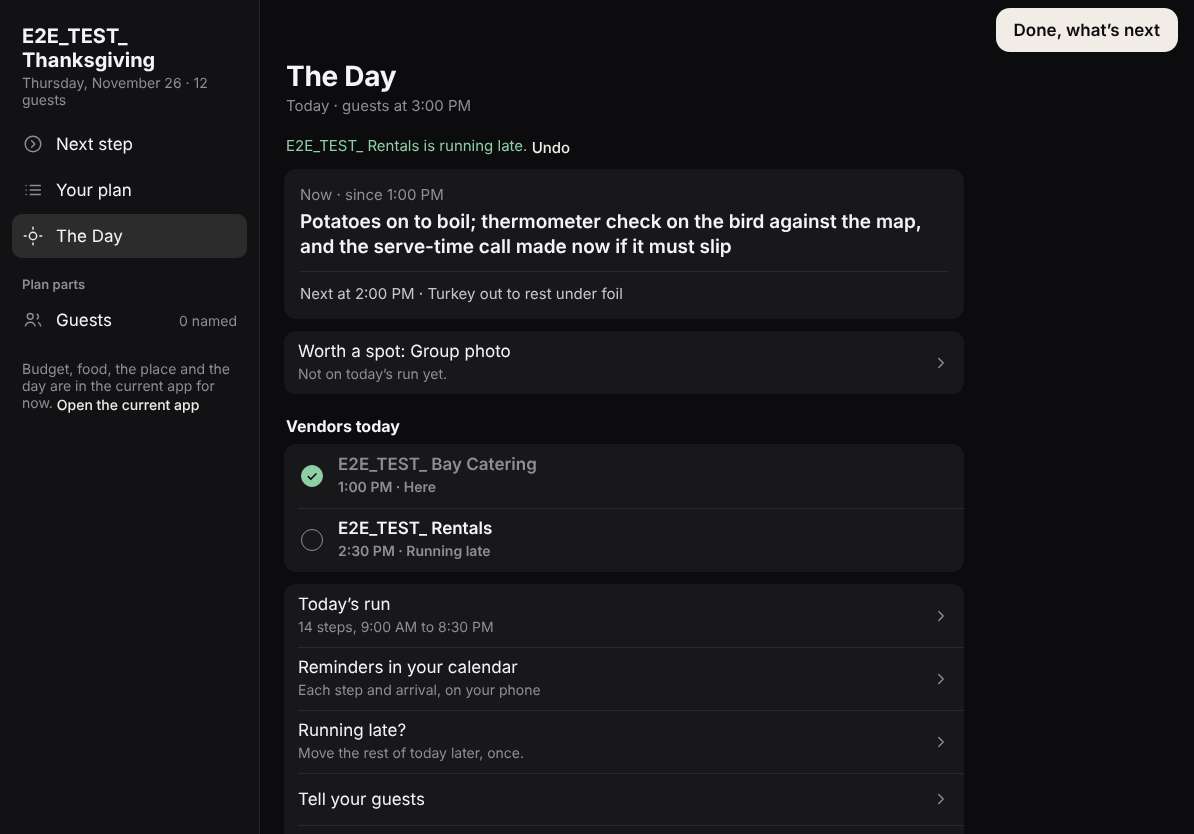 E2E_TEST_
Thanksgiving
Thursday, November 26 · 12
guests
Next step
Your plan
The Day
Plan parts
Guests 0 named
Budget, food, the place and the
day are in the current app for
now. Open the current app
Done, what’s next
The Day
Today · guests at 3:00 PM
E2E_TEST_ Rentals is running late. Undo
Now · since 1:00 PM
Potatoes on to boil; thermometer check on the bird against the map,
and the serve-time call made now if it must slip
Next at 2:00 PM · Turkey out to rest under foil
Worth a spot: Group photo
Not on today’s run yet.
Vendors today
E2E_TEST_ Bay Catering
1:00 PM · Here
E2E_TEST_ Rentals
2:30 PM · Running late
Today’s run
14 steps, 9:00 AM to 8:30 PM
Reminders in your calendar
Each step and arrival, on your phone
Running late?
Move the rest of today later, once.
Tell your guests